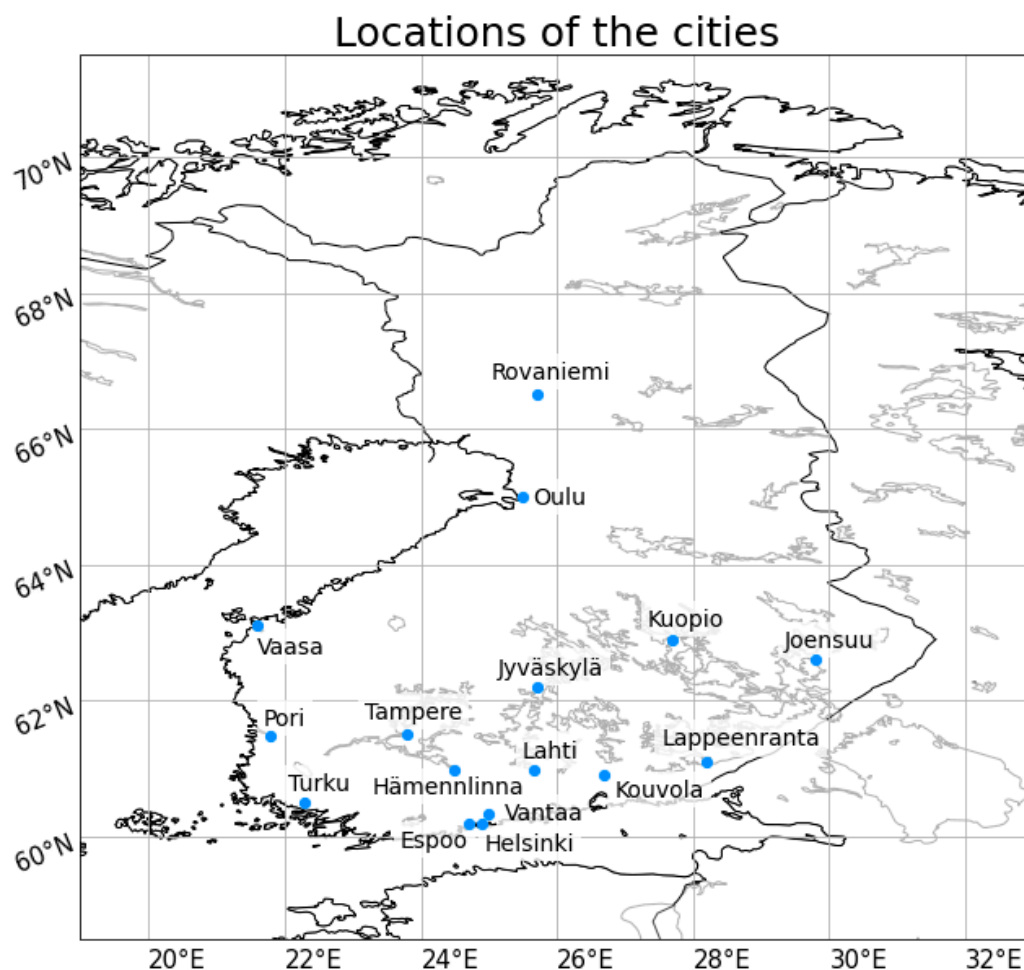 Locations of the cities
70°N
68°N
Rovaniemi
66°N
Oulu
64°N
Kuopio
Vaasa
Joensuu
Jyväskylä
62°N
Pori
Tampere
Lappeenranta
Lahti
Turku
Hämennlinna
Kouvola
Vantaa
60°N
Espoo
Helsinki
20°E 22°E 24°E 26°E 28°E 30°E 32°E